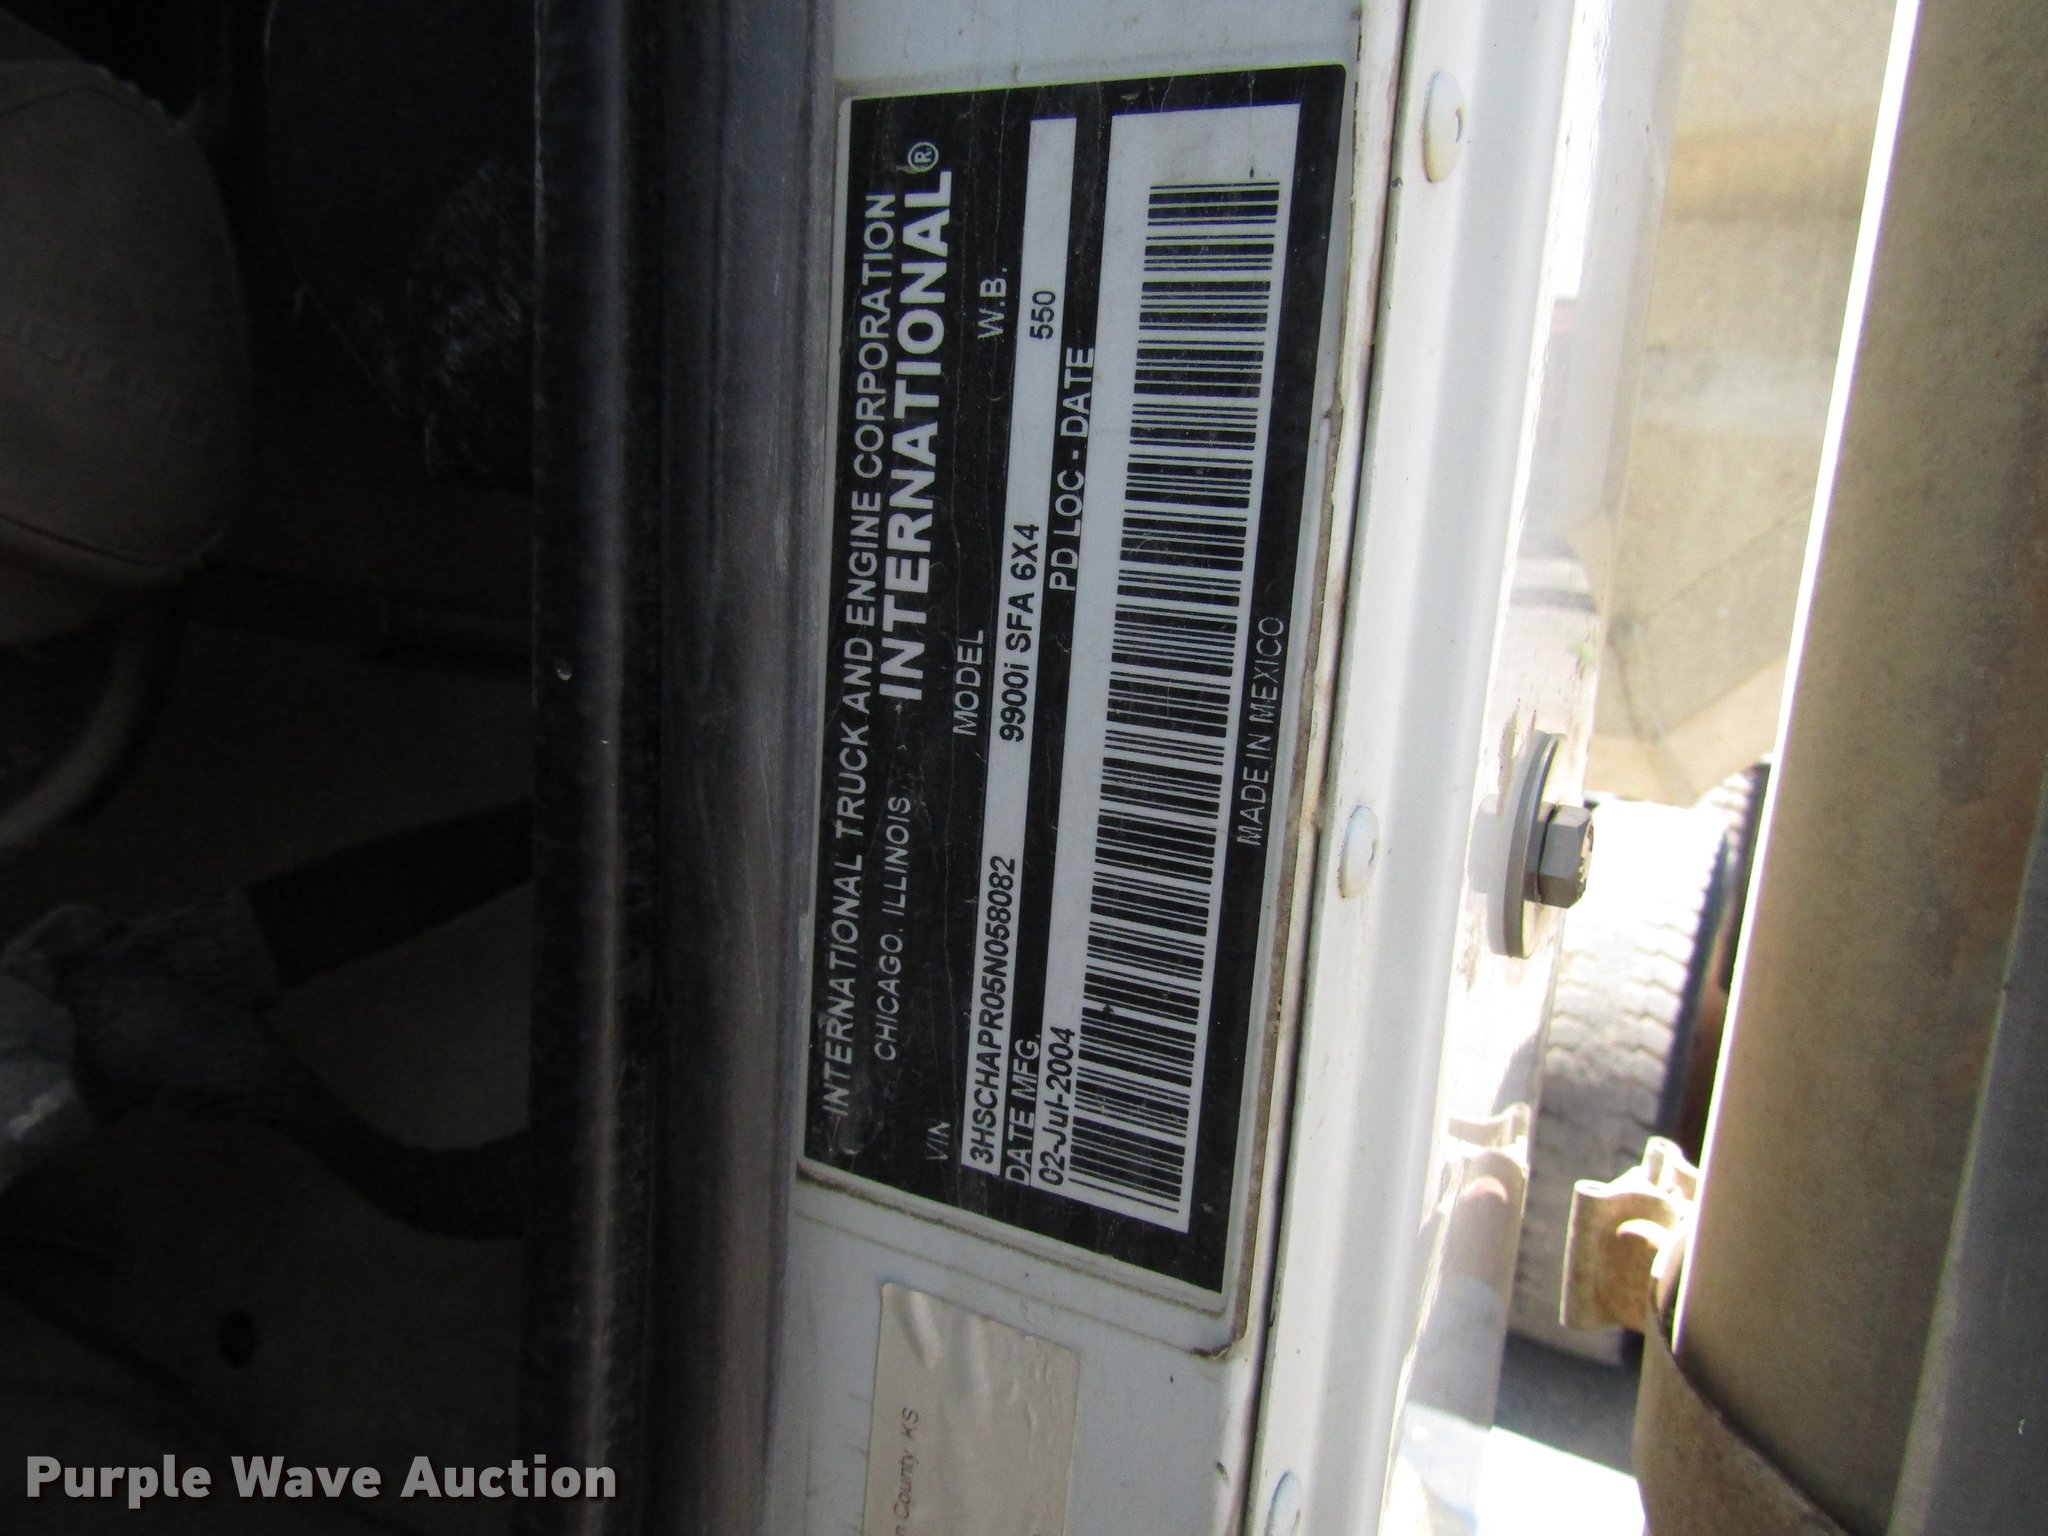 INTERNATIONAL TRUCK AND ENGINE CORPORATION
CHICAGO, ILLINOIS INTERNATIONAL®
VIN MODEL W.B.
3HSCHAPR05N058082 9900i SFA 6X4 550
DATE MFG. PD LOC - DATE
02-Jul-2004
MADE IN MEXICO
County, KS
Purple Wave Auction